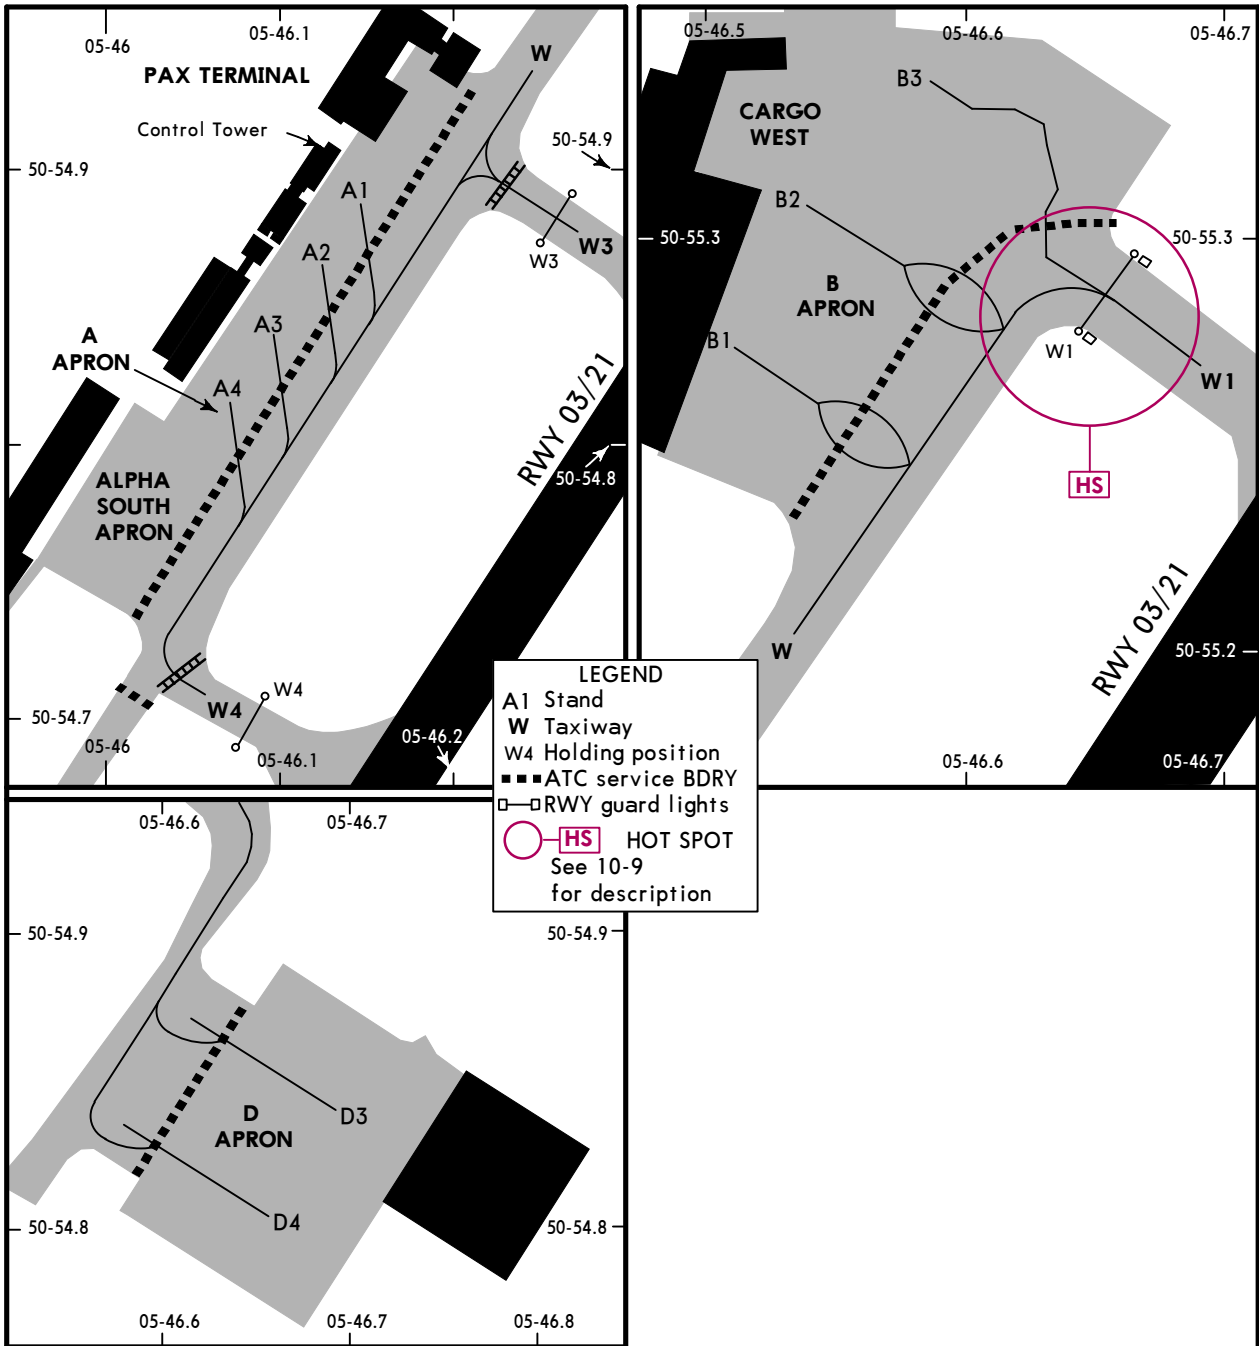 05-46
05-46.1
W
PAX TERMINAL
Control Tower
50-54.9
50-54.9
A1
W3
W3
A2
A3
A
APRON
A4
RWY 03/21
50-54.8
ALPHA
SOUTH
APRON
W4
W4
50-54.7
05-46
05-46.1
05-46.2
05-46.5
05-46.6
05-46.7
B3
CARGO
WEST
B2
50-55.3
50-55.3
B
APRON
B1
W1
W1
HS
RWY 03/21
W
50-55.2
05-46.6
05-46.7
LEGEND
A1 Stand
W Taxiway
W4 Holding position
ATC service BDRY
RWY guard lights
HS HOT SPOT
See 10-9
for description
05-46.6
05-46.7
50-54.9
50-54.9
D
APRON
D3
D4
50-54.8
50-54.8
05-46.6
05-46.7
05-46.8